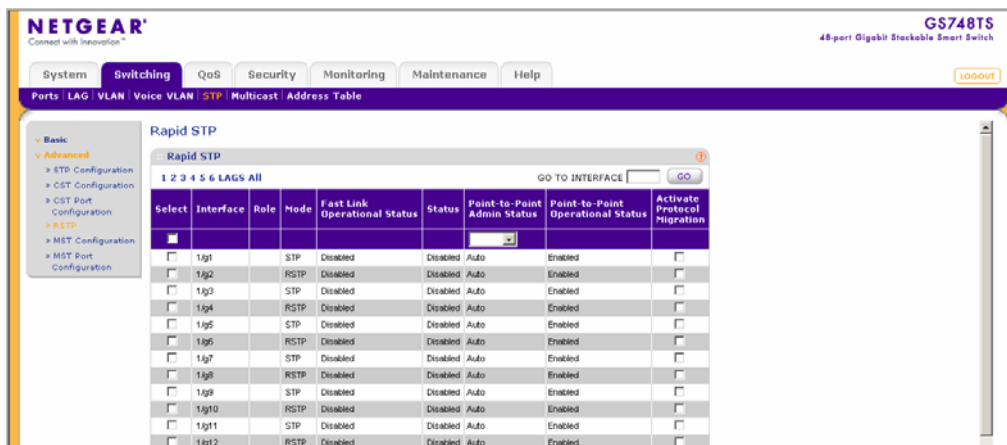 NETGEAR®
Connect with Innovation™
GS748TS
48-port Gigabit Stackable Smart Switch
System Switching QoS Security Monitoring Maintenance Help
LOGOUT
Ports LAG VLAN Voice VLAN STP Multicast Address Table
Basic
Advanced
» STP Configuration
» CST Configuration
» CST Port
Configuration
» RSTP
» MST Configuration
» MST Port
Configuration
Rapid STP
Rapid STP
?
1 2 3 4 5 6 LAGS All
GO TO INTERFACE GO
Select Interface Role Mode Fast Link Operational Status Status Point-to-Point Admin Status Point-to-Point Operational Status Activate Protocol Migration
1/g1 STP Disabled Disabled Auto Enabled
1/g2 RSTP Disabled Disabled Auto Enabled
1/g3 STP Disabled Disabled Auto Enabled
1/g4 RSTP Disabled Disabled Auto Enabled
1/g5 STP Disabled Disabled Auto Enabled
1/g6 RSTP Disabled Disabled Auto Enabled
1/g7 STP Disabled Disabled Auto Enabled
1/g8 RSTP Disabled Disabled Auto Enabled
1/g9 STP Disabled Disabled Auto Enabled
1/g10 RSTP Disabled Disabled Auto Enabled
1/g11 STP Disabled Disabled Auto Enabled
1/g12 RSTP Disabled Disabled Auto Enabled